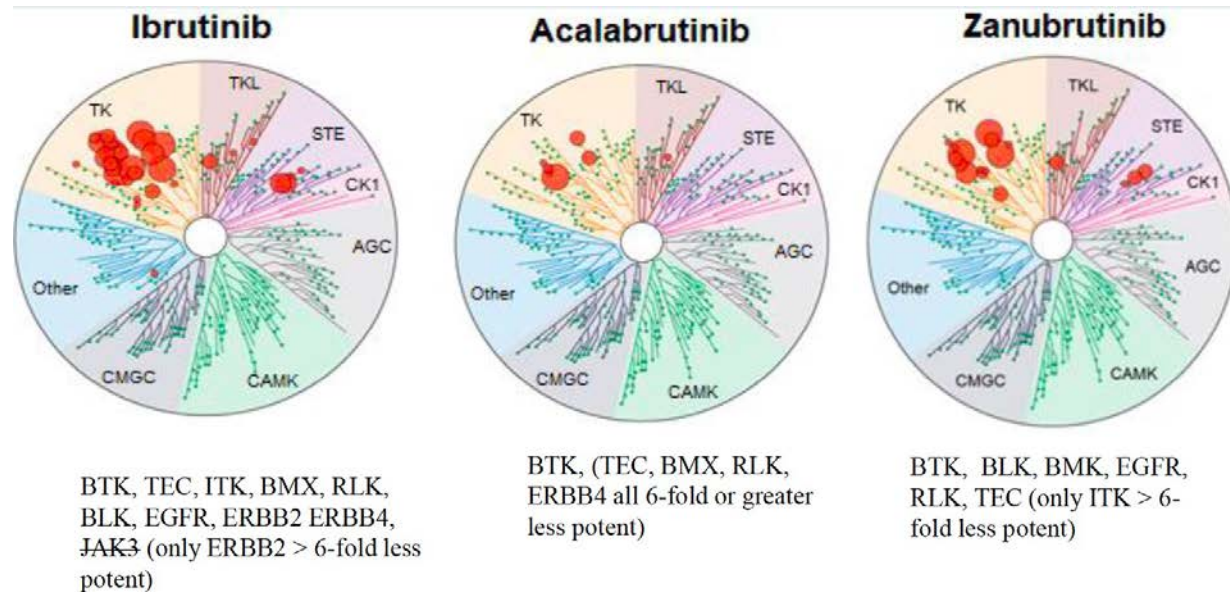 Ibrutinib
TK
TKL
STE
CK1
AGC
CAMK
CMGC
Other
BTK, TEC, ITK, BMX, RLK,
BLK, EGFR, ERBB2 ERBB4,
JAK3 (only ERBB2 > 6-fold less
potent)
Acalabrutinib
TK
TKL
STE
CK1
AGC
CAMK
CMGC
Other
BTK, (TEC, BMX, RLK,
ERBB4 all 6-fold or greater
less potent)
Zanubrutinib
TK
TKL
STE
CK1
AGC
CAMK
CMGC
Other
BTK, BLK, BMK, EGFR,
RLK, TEC (only ITK > 6-
fold less potent)